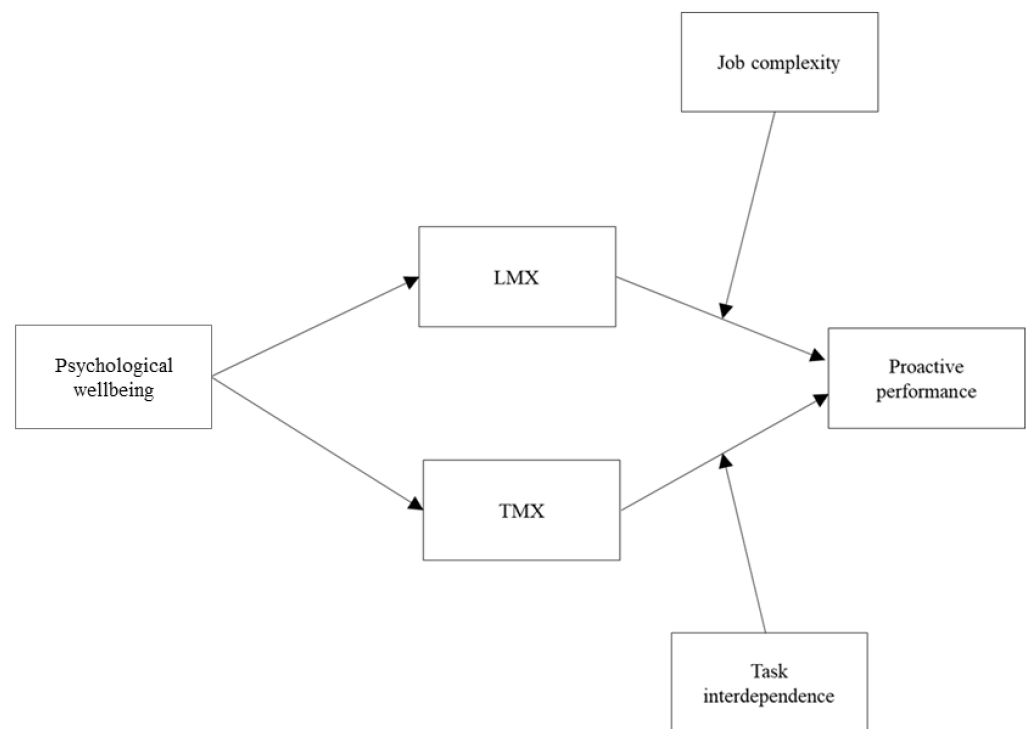 Job complexity
LMX
Psychological
wellbeing
Proactive
performance
TMX
Task
interdependence